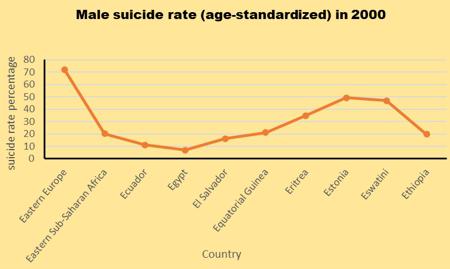 Male suicide rate (age-standardized) in 2000
suicide rate percentage
80
70
60
50
40
30
20
10
0
Eastern Europe
Eastern Sub-Saharan Africa
Ecuador
Egypt
El Salvador
Equatorial Guinea
Eritrea
Estonia
Eswatini
Ethiopia
Country